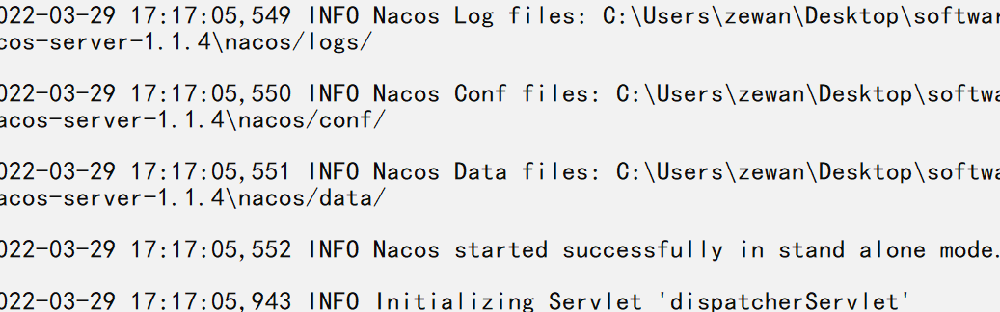 022-03-29 17:17:05,549 INFO Nacos Log files: C:\Users\zewan\Desktop\softwar
cos-server-1.1.4\nacos/logs/
022-03-29 17:17:05,550 INFO Nacos Conf files: C:\Users\zewan\Desktop\softwa
acos-server-1.1.4\nacos/conf/
022-03-29 17:17:05,551 INFO Nacos Data files: C:\Users\zewan\Desktop\softwa
acos-server-1.1.4\nacos/data/
022-03-29 17:17:05,552 INFO Nacos started successfully in stand alone mode.
022-03-29 17:17:05,943 INFO Initializing Servlet 'dispatcherServlet'